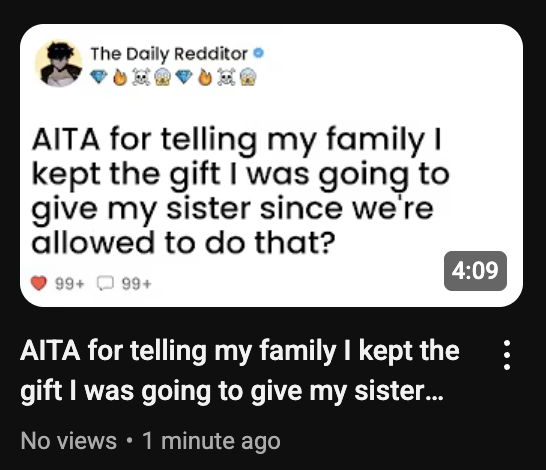 The Daily Redditor
💎🔥☠️😱💎🔥☠️😱
AITA for telling my family I
kept the gift I was going to
give my sister since we're
allowed to do that?
99+ 99+
4:09
AITA for telling my family I kept the
gift I was going to give my sister...
No views • 1 minute ago